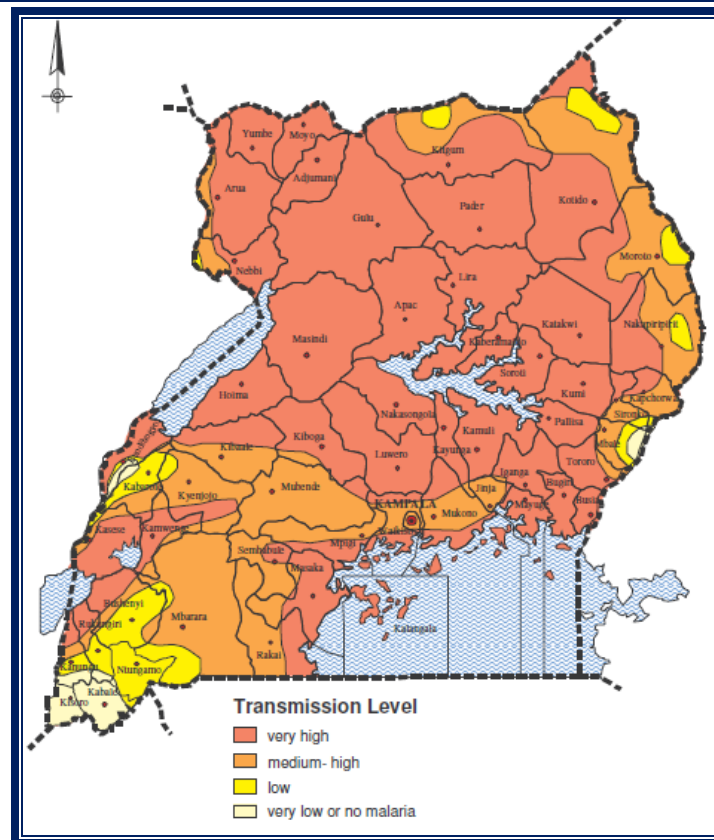 Yumbe
Moyo
Adjumani
Arua
Nebbi
Gulu
Kitgum
Pader
Kotido
Moroto
Nakapiripirit
Lira
Apac
Katakwi
Kaberamaido
Soroti
Kumi
Kapchorwa
Sironko
Mbale
Pallisa
Tororo
Masindi
Hoima
Nakasongola
Kamuli
Kayunga
Luwero
Kiboga
Kibaale
Kabarole
Kyenjojo
Mubende
KAMPALA
Mukono
Jinja
Iganga
Bugiri
Busia
Mayuge
Mpigi
Kasese
Kamwenge
Sembabule
Masaka
Kalangala
Bushenyi
Rukungiri
Mbarara
Rakai
Ntungamo
Kabale
Kisoro
Transmission Level
very high
medium- high
low
very low or no malaria